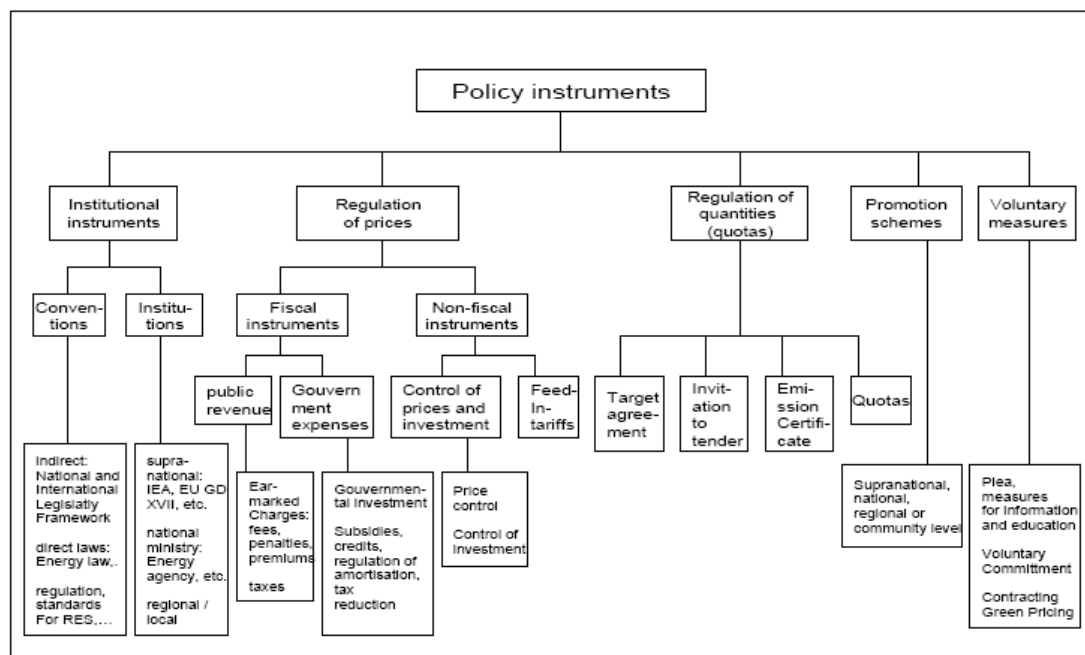 Policy instruments
Institutional
instruments
Regulation
of prices
Regulation of
quantities
(quotas)
Promotion
schemes
Voluntary
measures
Conven-
tions
Institu-
tions
Fiscal
instruments
Non-fiscal
instruments
public
revenue
Gouvern
ment
expenses
Control of
prices and
investment
Feed-
In-
tariffs
Target
agree-
ment
Invit-
ation
to
tender
Emis-
sion
Certifi-
cate
Quotas
indirect:
National and
International
Legislatiy
Framework
direct laws:
Energy law,.
regulation,
standards
For RES,...
supra-
national:
IEA, EU GD
XVII, etc.
national
ministry:
Energy
agency, etc.
regional /
local
Ear-
marked
Charges:
fees,
penalties,
premiums
taxes
Gouvernmen-
tal investment
Subsidies,
credits,
regulation of
amortisation,
tax
reduction
Price
control
Control of
investment
Supranational,
national,
regional or
community level
Plea,
measures
for information
and education
Voluntary
Committment
Contracting
Green Pricing